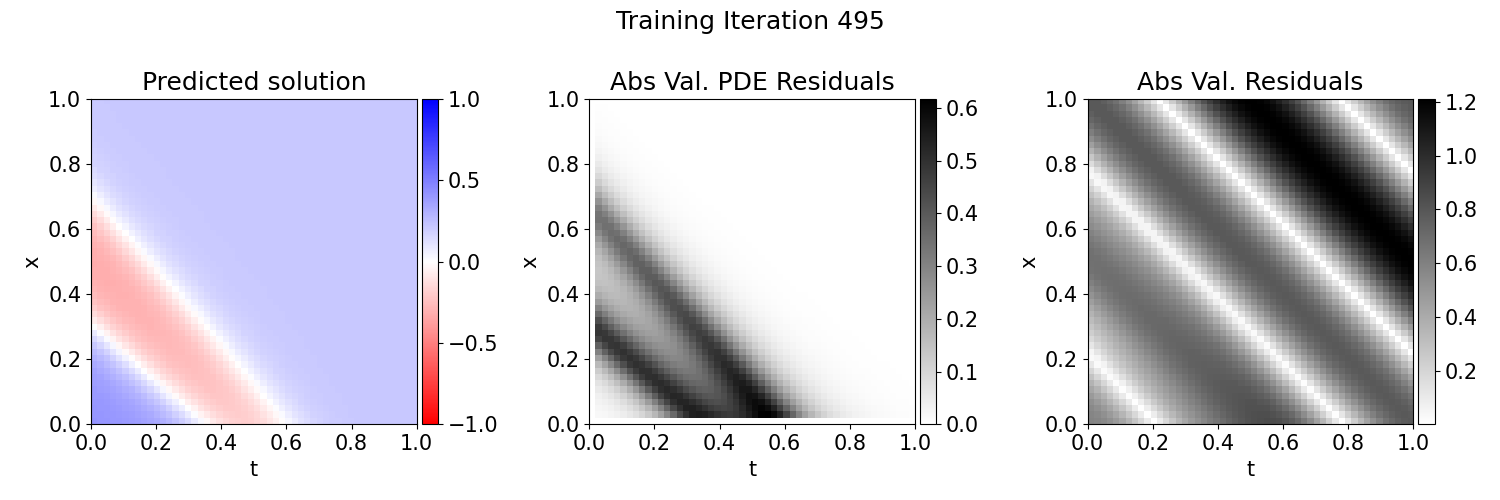 Training Iteration 495
Predicted solution
1.0
0.8
0.6
0.4
0.2
0.0
x
0.0 0.2 0.4 0.6 0.8 1.0
t
1.0
0.5
0.0
−0.5
−1.0
Abs Val. PDE Residuals
1.0
0.8
0.6
0.4
0.2
0.0
x
0.0 0.2 0.4 0.6 0.8 1.0
t
0.6
0.5
0.4
0.3
0.2
0.1
0.0
Abs Val. Residuals
1.0
0.8
0.6
0.4
0.2
0.0
x
0.0 0.2 0.4 0.6 0.8 1.0
t
1.2
1.0
0.8
0.6
0.4
0.2